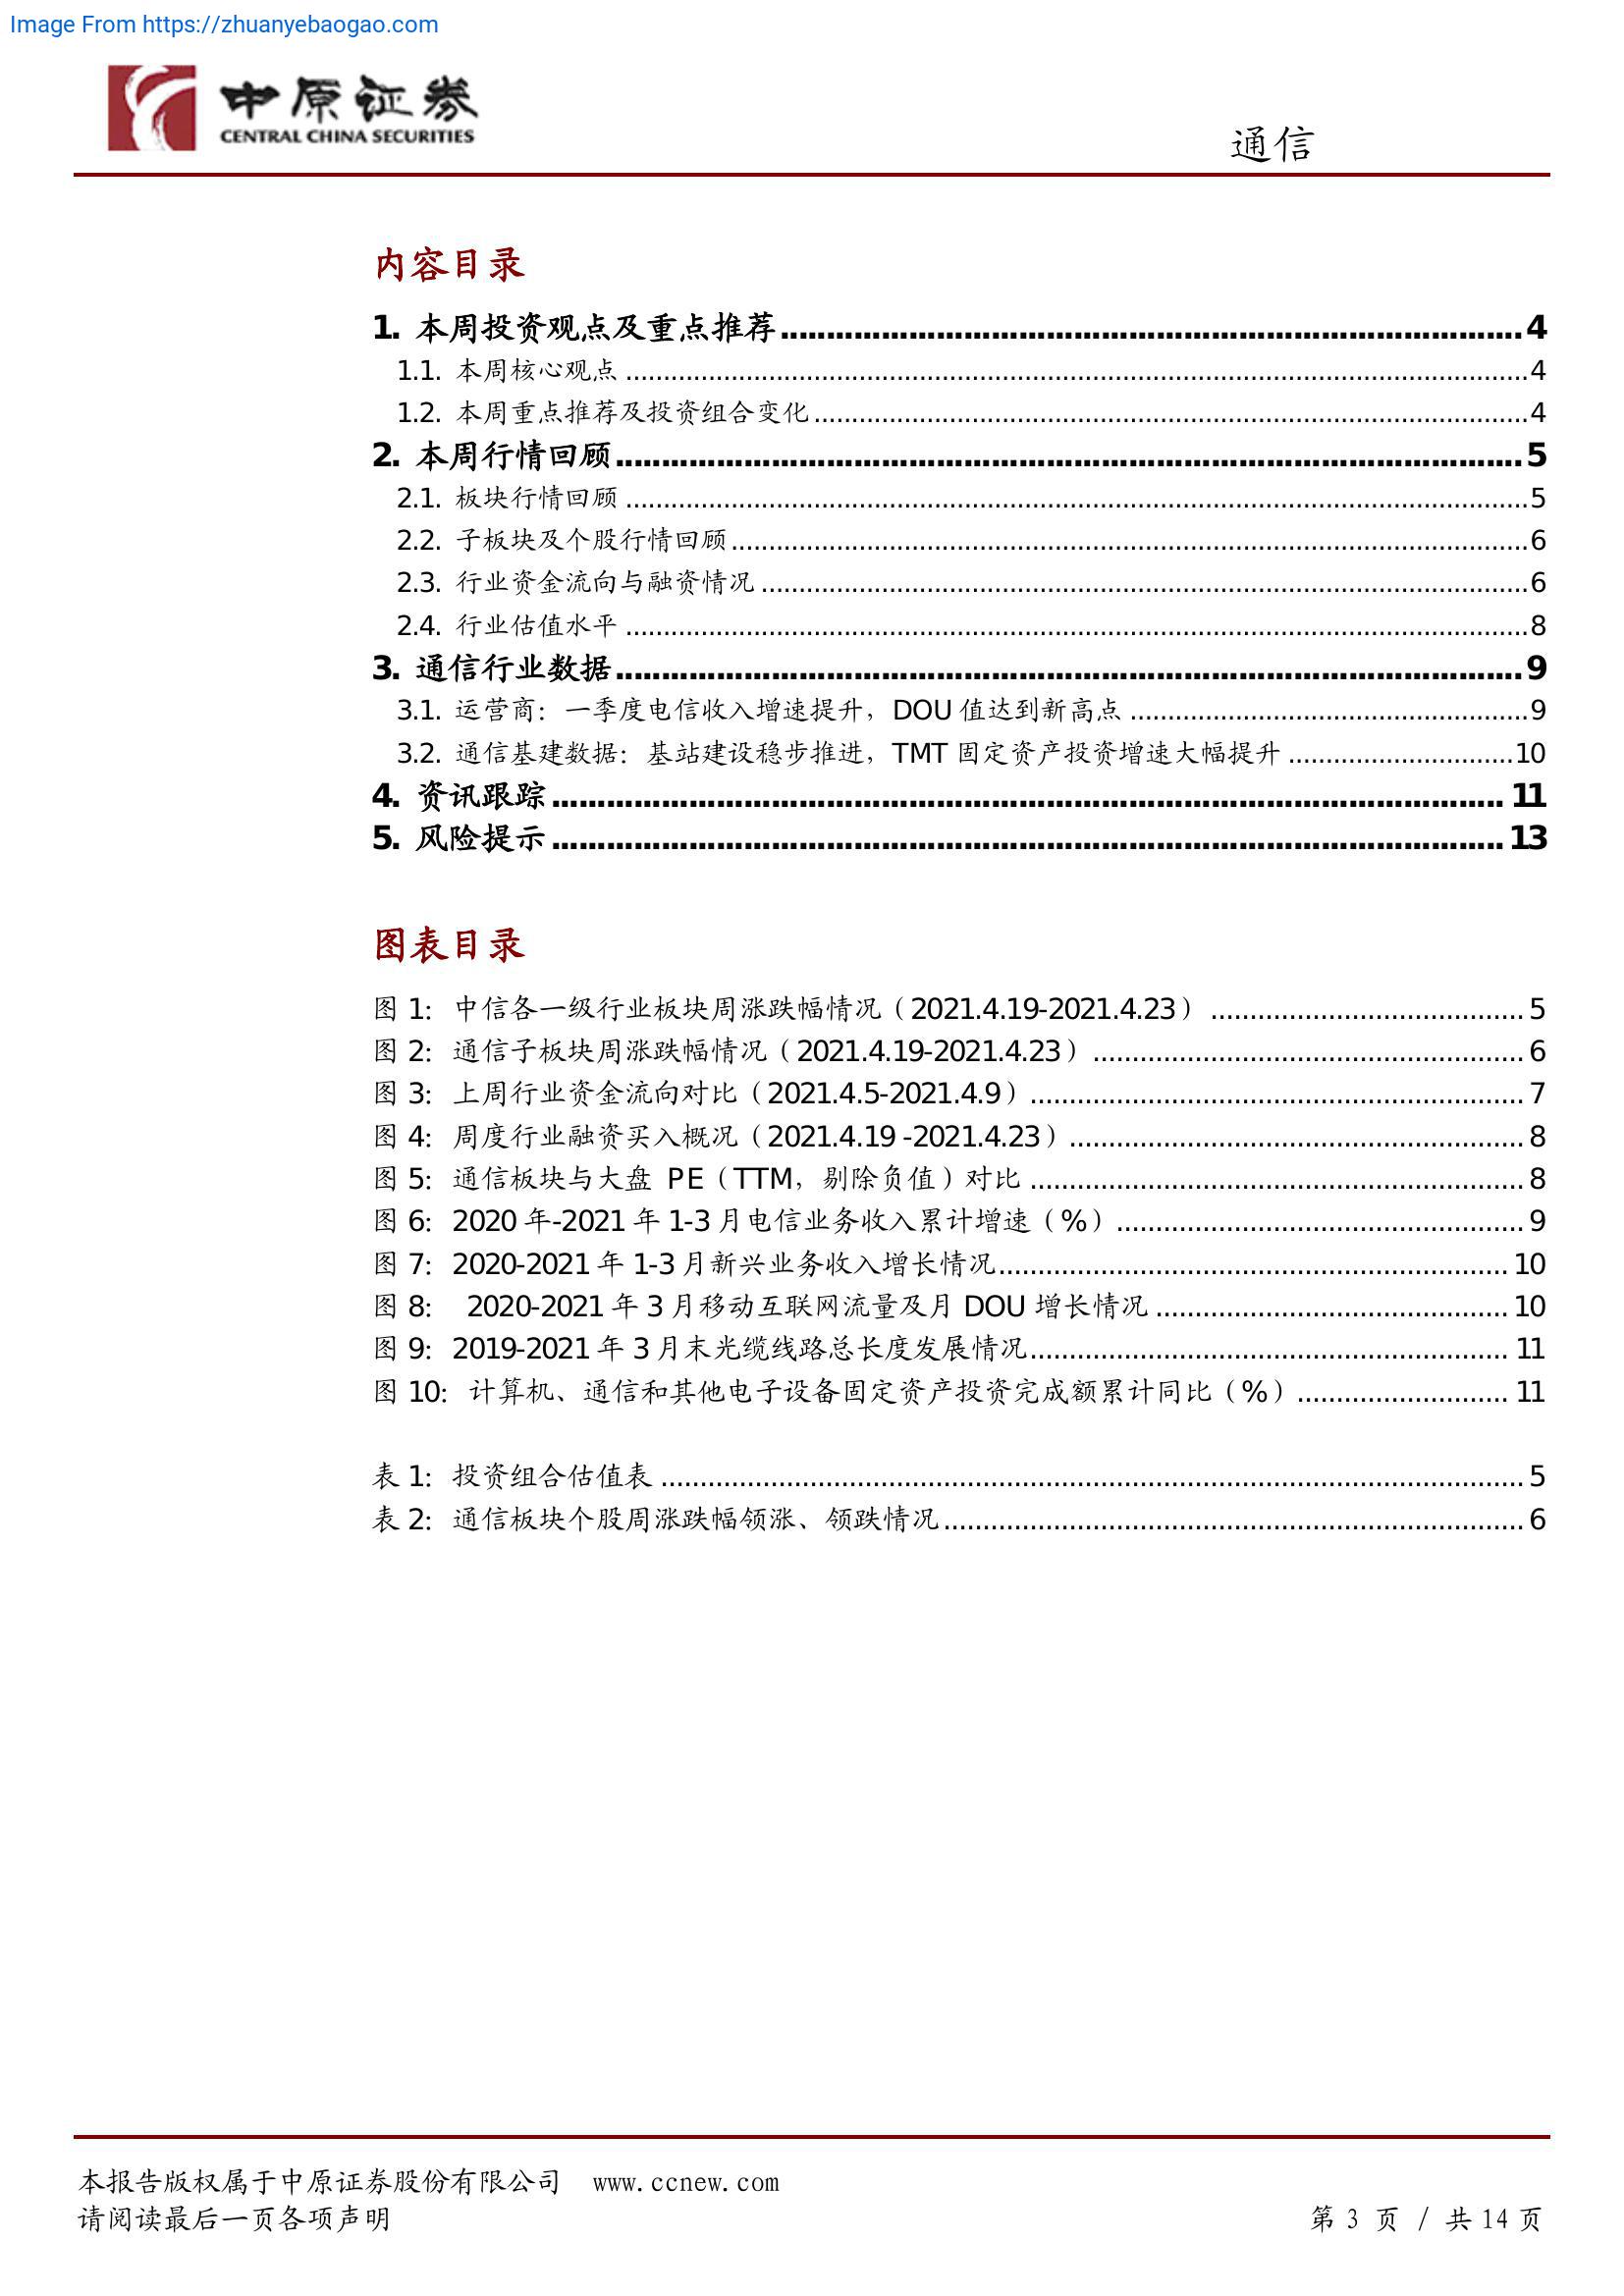 Image From https://zhuanyebaogao.com
中原证券
CENTRAL CHINA SECURITIES
通信
内容目录
1. 本周投资观点及重点推荐................................................................................4
1.1. 本周核心观点................................................................................4
1.2. 本周重点推荐及投资组合变化................................................................................4
2. 本周行情回顾................................................................................5
2.1. 板块行情回顾................................................................................5
2.2. 子板块及个股行情回顾................................................................................6
2.3. 行业资金流向与融资情况................................................................................6
2.4. 行业估值水平................................................................................8
3. 通信行业数据................................................................................9
3.1. 运营商：一季度电信收入增速提升，DOU 值达到新高点................................................................9
3.2. 通信基建数据：基站建设稳步推进，TMT 固定资产投资增速大幅提升..............................10
4. 资讯跟踪................................................................................11
5. 风险提示................................................................................13
图表目录
图 1: 中信各一级行业板块周涨跌幅情况（2021.4.19-2021.4.23）........................................ 5
图 2: 通信子板块周涨跌幅情况（2021.4.19-2021.4.23）....................................................... 6
图 3: 上周行业资金流向对比（2021.4.5-2021.4.9）............................................................... 7
图 4: 周度行业融资买入概况（2021.4.19 -2021.4.23）.......................................................... 8
图 5: 通信板块与大盘 PE（TTM，剔除负值）对比............................................................... 8
图 6: 2020 年-2021 年 1-3 月电信业务收入累计增速（%）.................................................... 9
图 7: 2020-2021 年 1-3 月新兴业务收入增长情况................................................................. 10
图 8: 2020-2021 年 3 月移动互联网流量及月 DOU 增长情况............................................. 10
图 9: 2019-2021 年 3 月末光缆线路总长度发展情况............................................................. 11
图 10: 计算机、通信和其他电子设备固定资产投资完成额累计同比（%）........................... 11
表 1: 投资组合估值表................................................................................ 5
表 2: 通信板块个股周涨跌幅领涨、领跌情况.......................................................................... 6
本报告版权属于中原证券股份有限公司 www.ccnew.com
请阅读最后一页各项声明
第 3 页 / 共 14 页